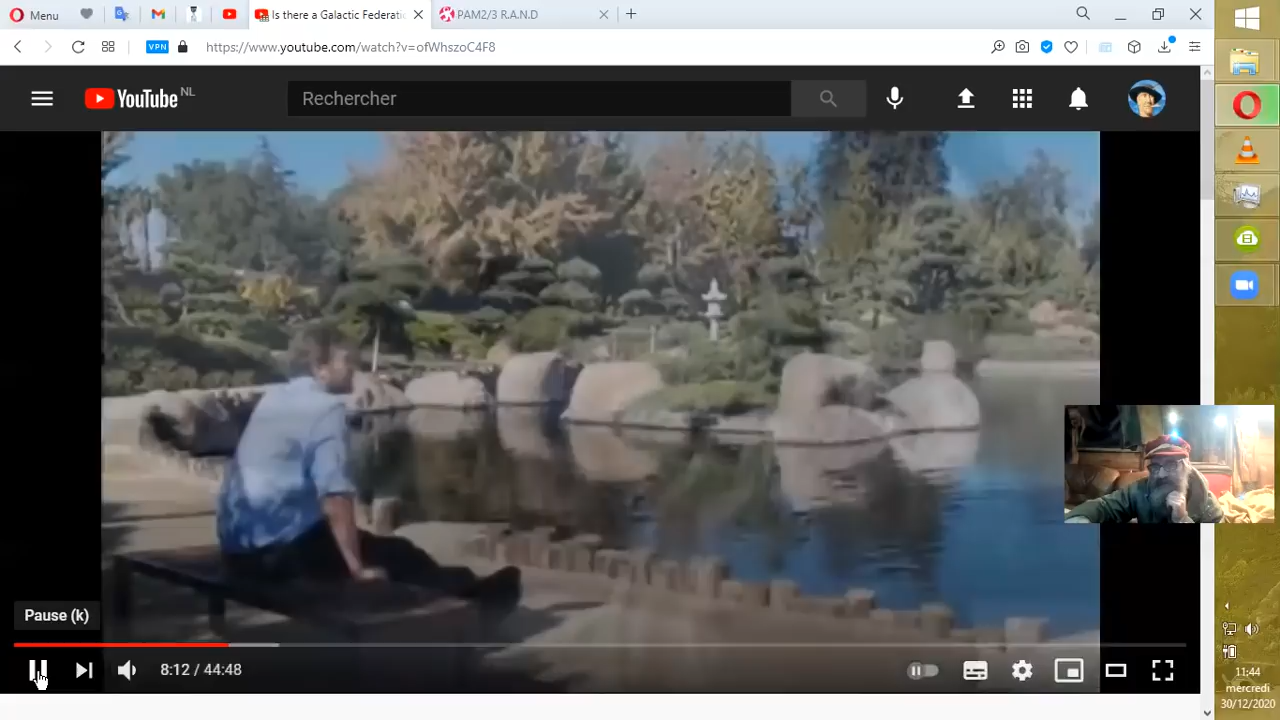 Menu
Is there a Galactic Federati
PAM2/3 R.A.N.D
VPN
https://www.youtube.com/watch?v=ofWhszoC4F8
YouTube NL
Rechercher
Pause (k)
8:12 / 44:48
11:44
mercredi
30/12/2020